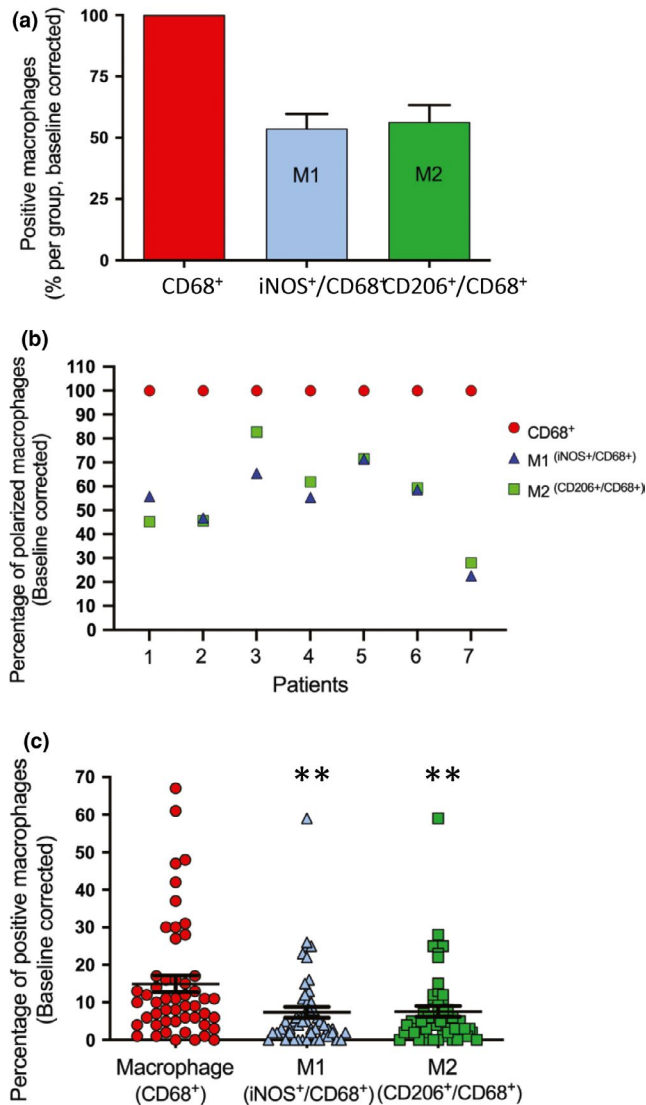 (a)
Positive macrophages
(% per group, baseline corrected)
100
75
50
25
0
M1
M2
CD68⁺
iNOS⁺/CD68⁺
CD206⁺/CD68⁺
(b)
Percentage of polarized macrophages
(Baseline corrected)
110
100
90
80
70
60
50
40
30
20
10
0
1 2 3 4 5 6 7
Patients
CD68⁺
M1 (iNOS+/CD68+)
M2 (CD206+/CD68+)
(c)
Percentage of positive macrophages
(Baseline corrected)
70
60
50
40
30
20
10
0
** **
Macrophage M1 M2
(CD68⁺) (iNOS⁺/CD68⁺) (CD206⁺/CD68⁺)